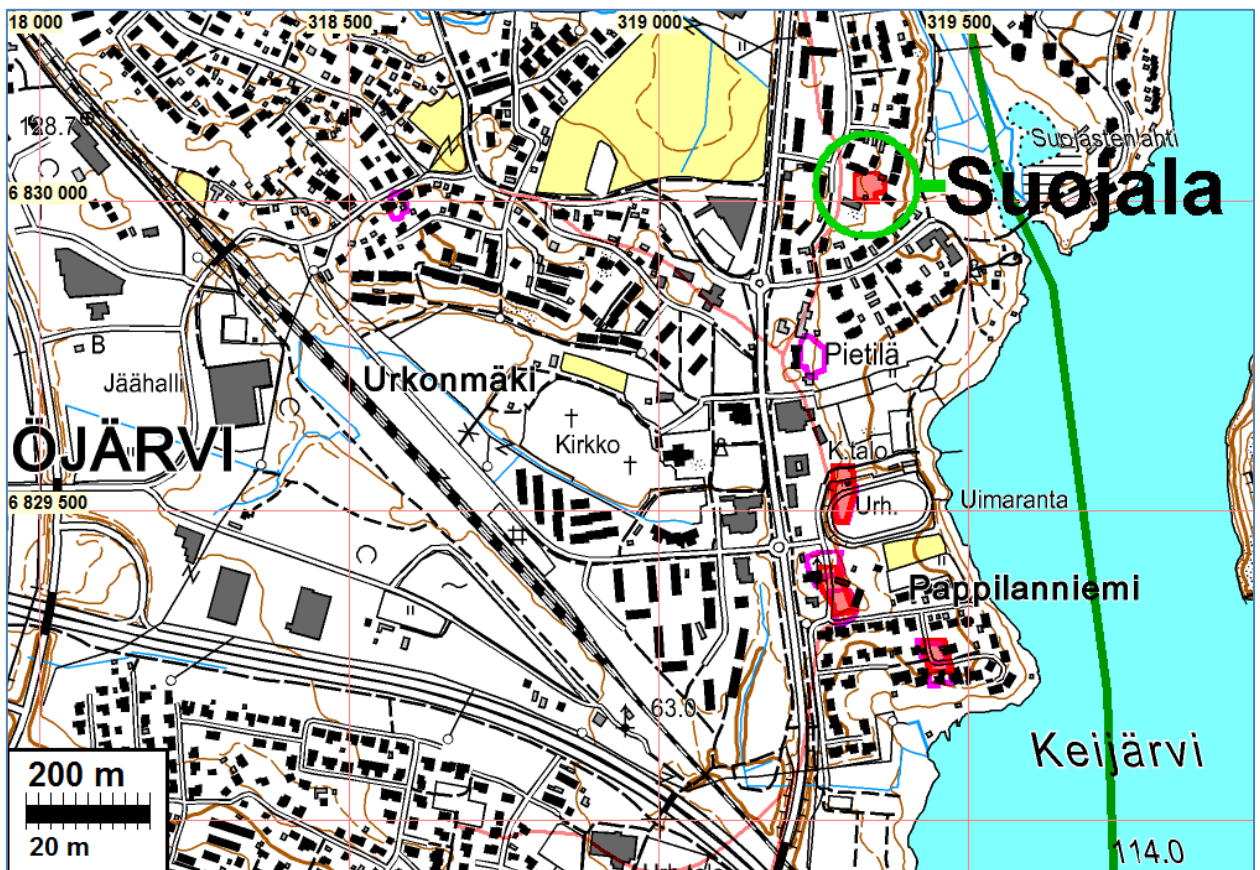 18 000
318 500
319 000
319 500
128.7
Suojastenlahti
6 830 000
Suojala
B
Jäähalli
Urkonmäki
Pietilä
ÖJÄRVI
Kirkko
K.talo
6 829 500
Urh.
Uimaranta
Pappilanniemi
63.0
Keijärvi
200 m
20 m
114.0